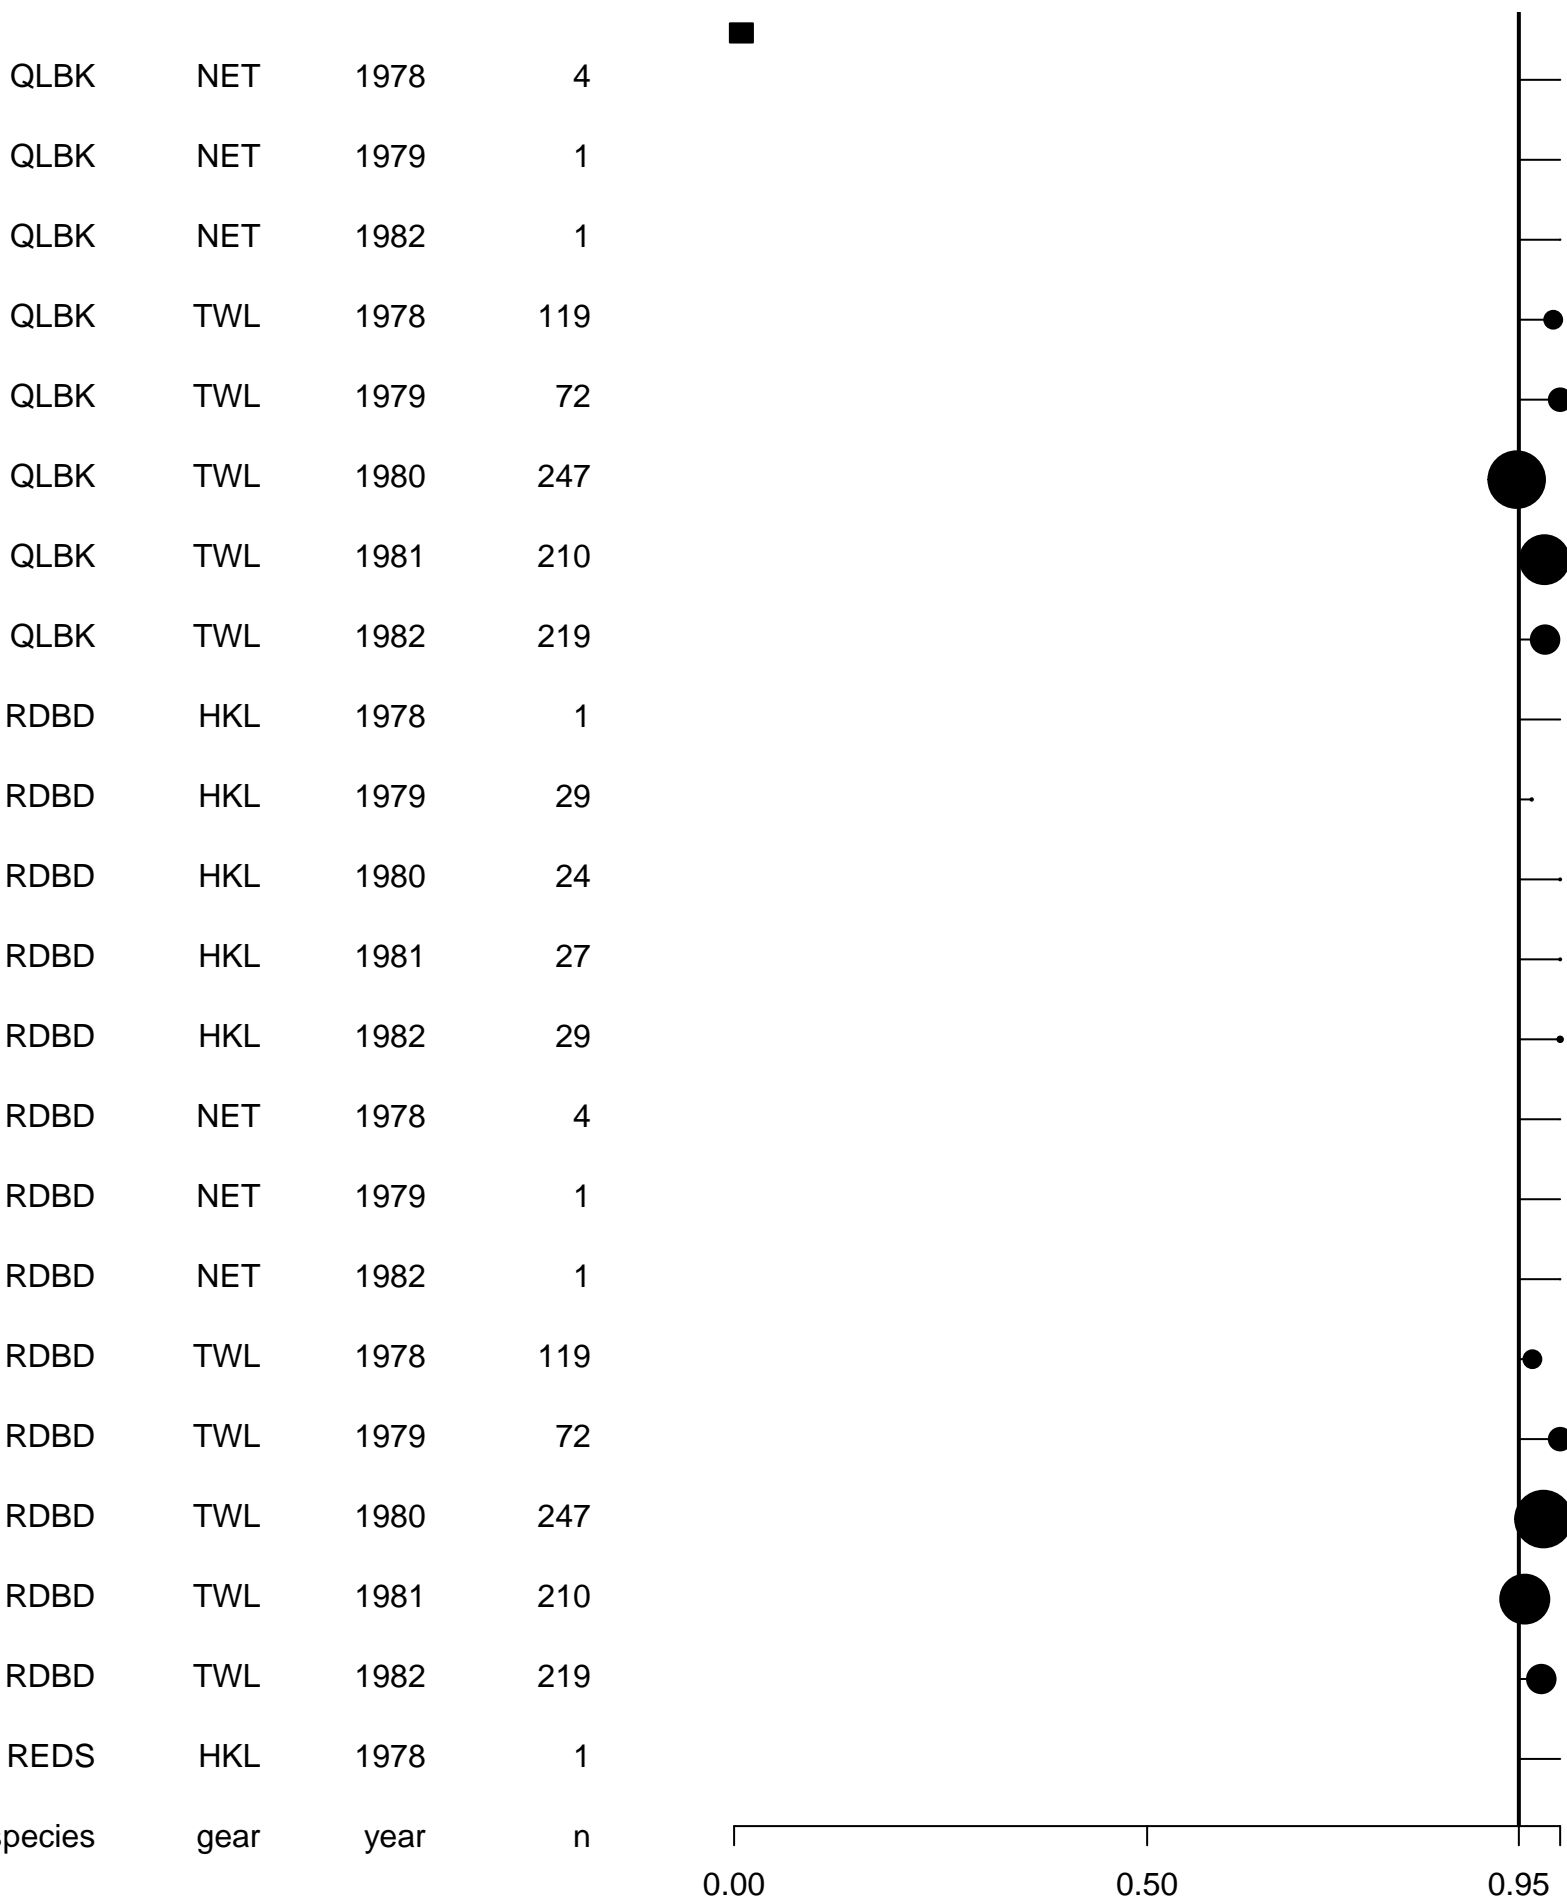 QLBK NET 1978 4
QLBK NET 1979 1
QLBK NET 1982 1
QLBK TWL 1978 119
QLBK TWL 1979 72
QLBK TWL 1980 247
QLBK TWL 1981 210
QLBK TWL 1982 219
RDBD HKL 1978 1
RDBD HKL 1979 29
RDBD HKL 1980 24
RDBD HKL 1981 27
RDBD HKL 1982 29
RDBD NET 1978 4
RDBD NET 1979 1
RDBD NET 1982 1
RDBD TWL 1978 119
RDBD TWL 1979 72
RDBD TWL 1980 247
RDBD TWL 1981 210
RDBD TWL 1982 219
REDS HKL 1978 1
species gear year n
0.00 0.50 0.95